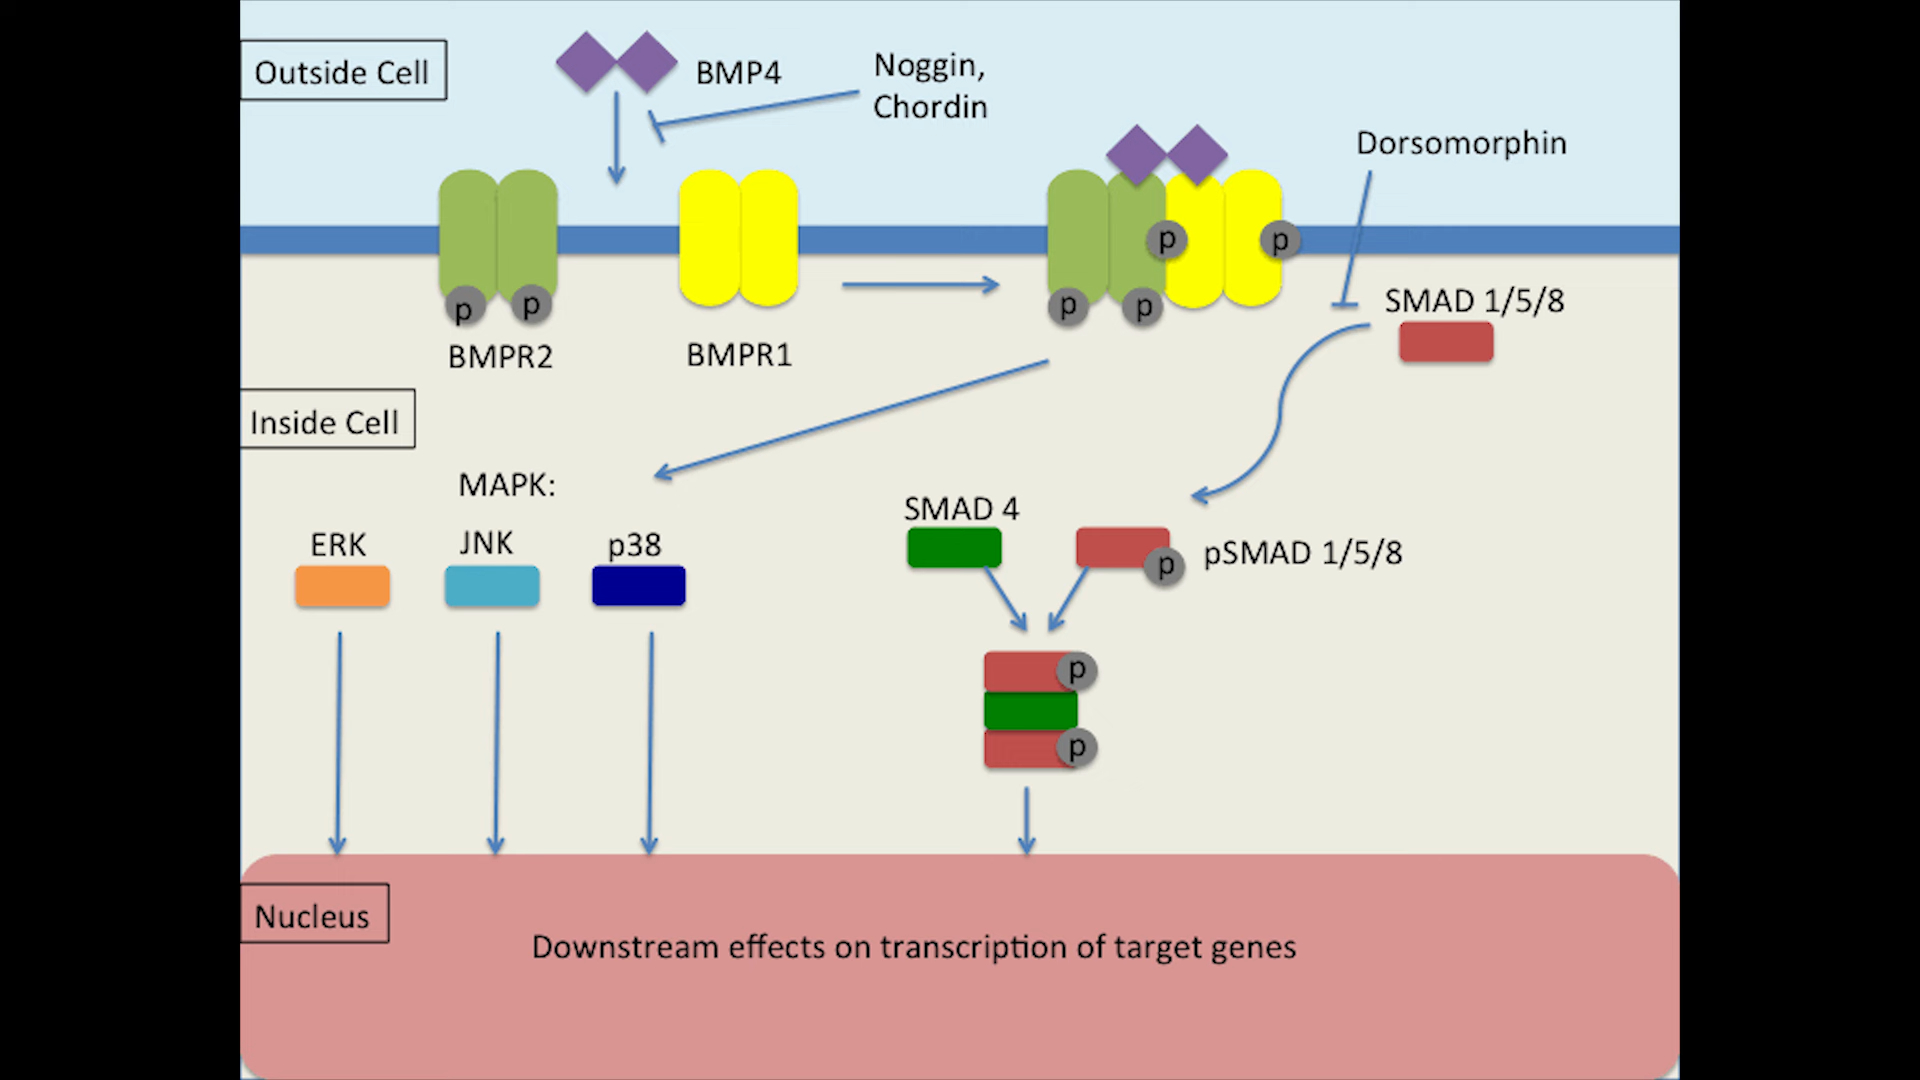 Outside Cell
BMP4
Noggin,
Chordin
Dorsomorphin
p
p
SMAD 1/5/8
p
p
p
p
BMPR2
BMPR1
Inside Cell
MAPK:
SMAD 4
ERK
JNK
p38
pSMAD 1/5/8
p
p
p
Nucleus
Downstream effects on transcription of target genes